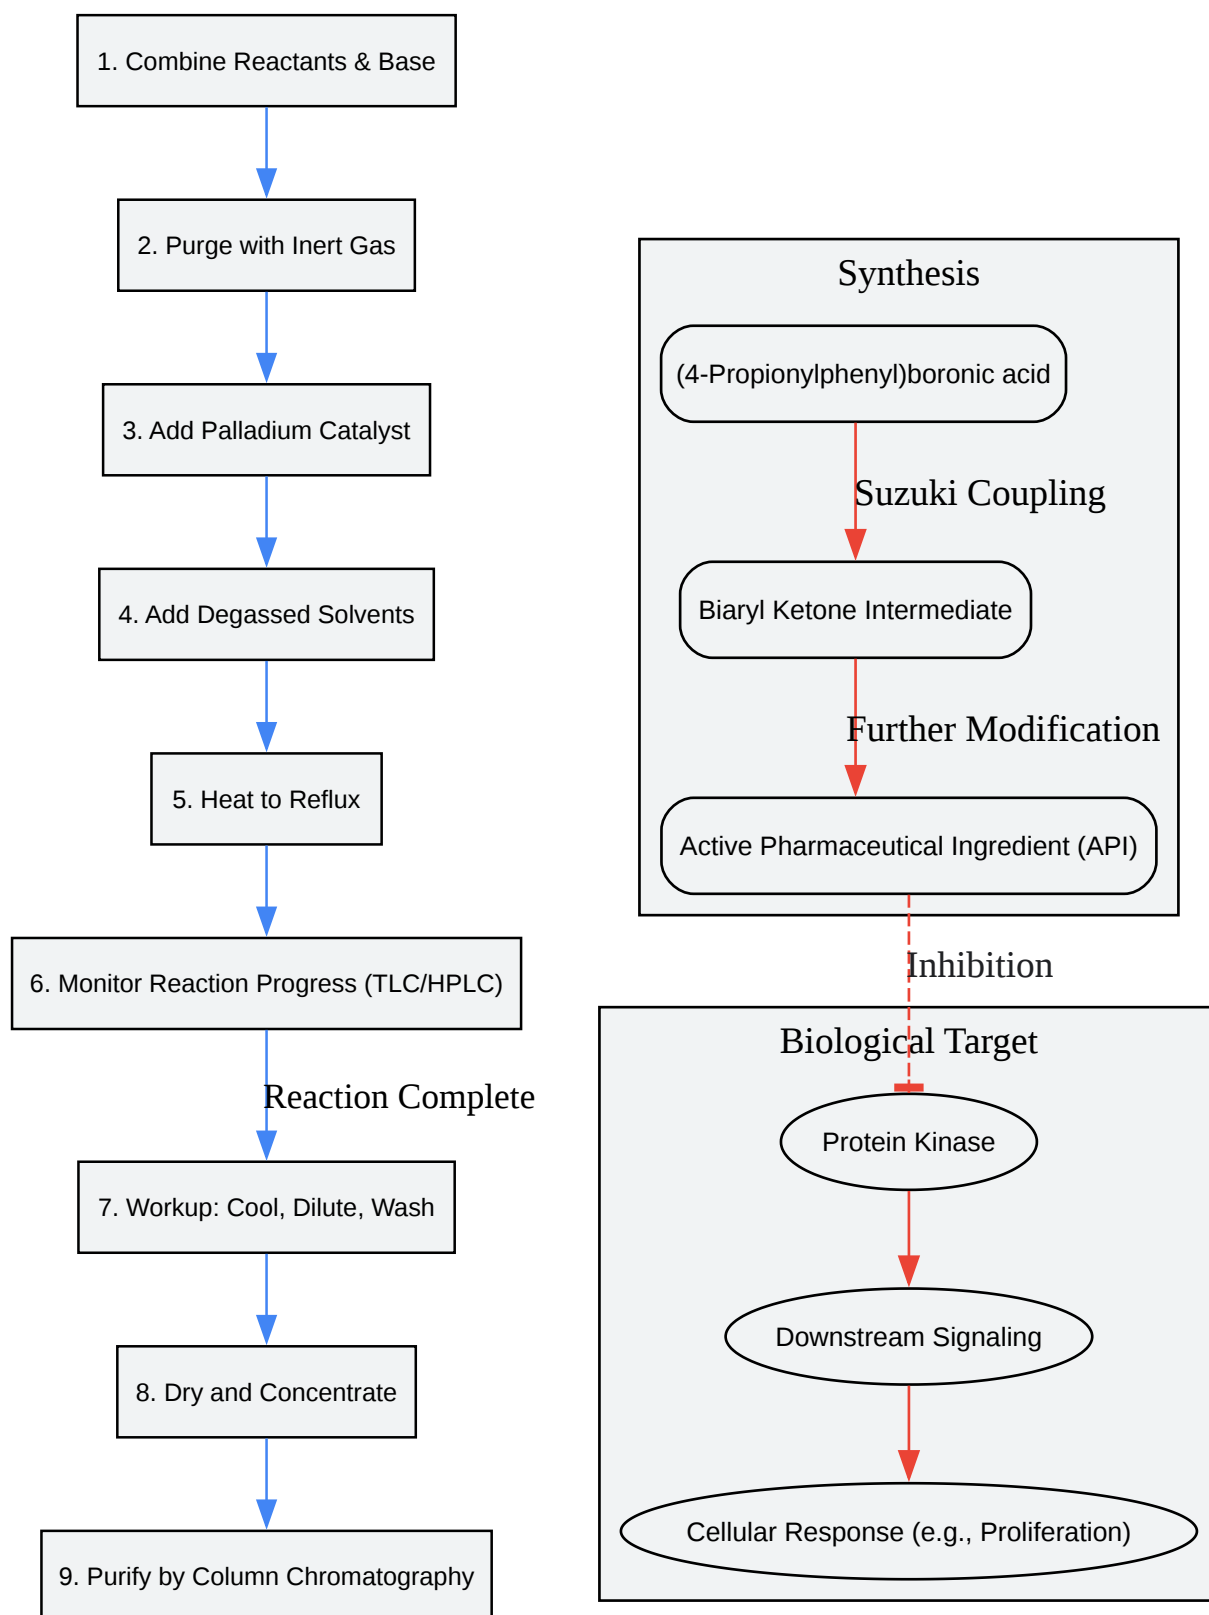 1. Combine Reactants & Base
2. Purge with Inert Gas
3. Add Palladium Catalyst
4. Add Degassed Solvents
5. Heat to Reflux
6. Monitor Reaction Progress (TLC/HPLC)
Reaction Complete
7. Workup: Cool, Dilute, Wash
8. Dry and Concentrate
9. Purify by Column Chromatography
Synthesis
(4-Propionylphenyl)boronic acid
Suzuki Coupling
Biaryl Ketone Intermediate
Further Modification
Active Pharmaceutical Ingredient (API)
Inhibition
Biological Target
Protein Kinase
Downstream Signaling
Cellular Response (e.g., Proliferation)